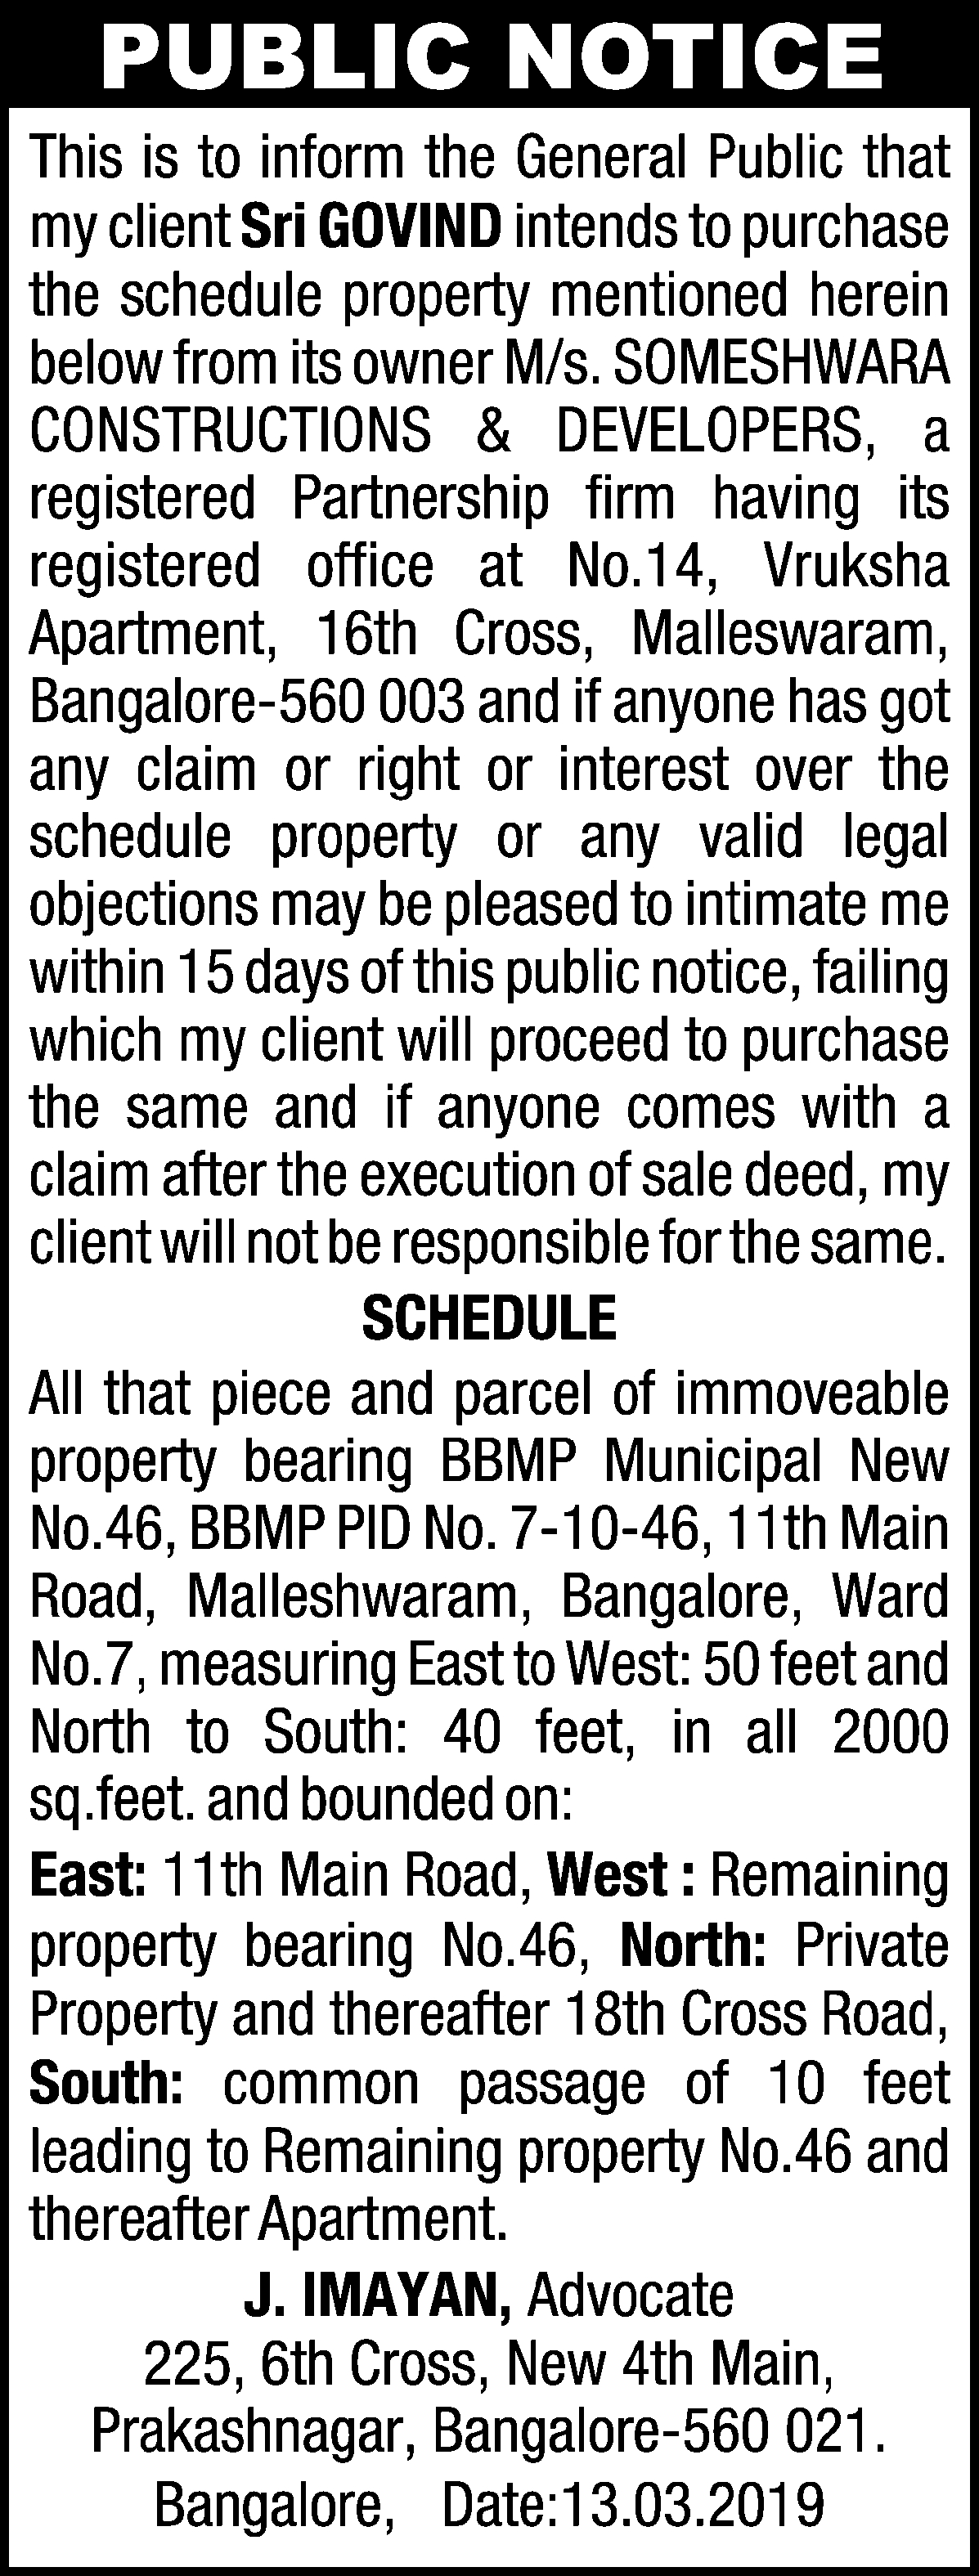 PUBLIC NOTICE
This is to inform the General Public that
my client Sri GOVIND intends to purchase
the schedule property mentioned herein
below from its owner M/s. SOMESHWARA
CONSTRUCTIONS & DEVELOPERS, a
registered Partnership firm having its
registered office at No.14, Vruksha
Apartment, 16th Cross, Malleswaram,
Bangalore-560 003 and if anyone has got
any claim or right or interest over the
schedule property or any valid legal
objections may be pleased to intimate me
within 15 days of this public notice, failing
which my client will proceed to purchase
the same and if anyone comes with a
claim after the execution of sale deed, my
client will not be responsible for the same.
SCHEDULE
All that piece and parcel of immoveable
property bearing BBMP Municipal New
No.46, BBMP PID No. 7-10-46, 11th Main
Road, Malleshwaram, Bangalore, Ward
No.7, measuring East to West: 50 feet and
North to South: 40 feet, in all 2000
sq.feet. and bounded on:
East: 11th Main Road, West : Remaining
property bearing No.46, North: Private
Property and thereafter 18th Cross Road,
South: common passage of 10 feet
leading to Remaining property No.46 and
thereafter Apartment.
J. IMAYAN, Advocate
225, 6th Cross, New 4th Main,
Prakashnagar, Bangalore-560 021.
Bangalore, Date:13.03.2019